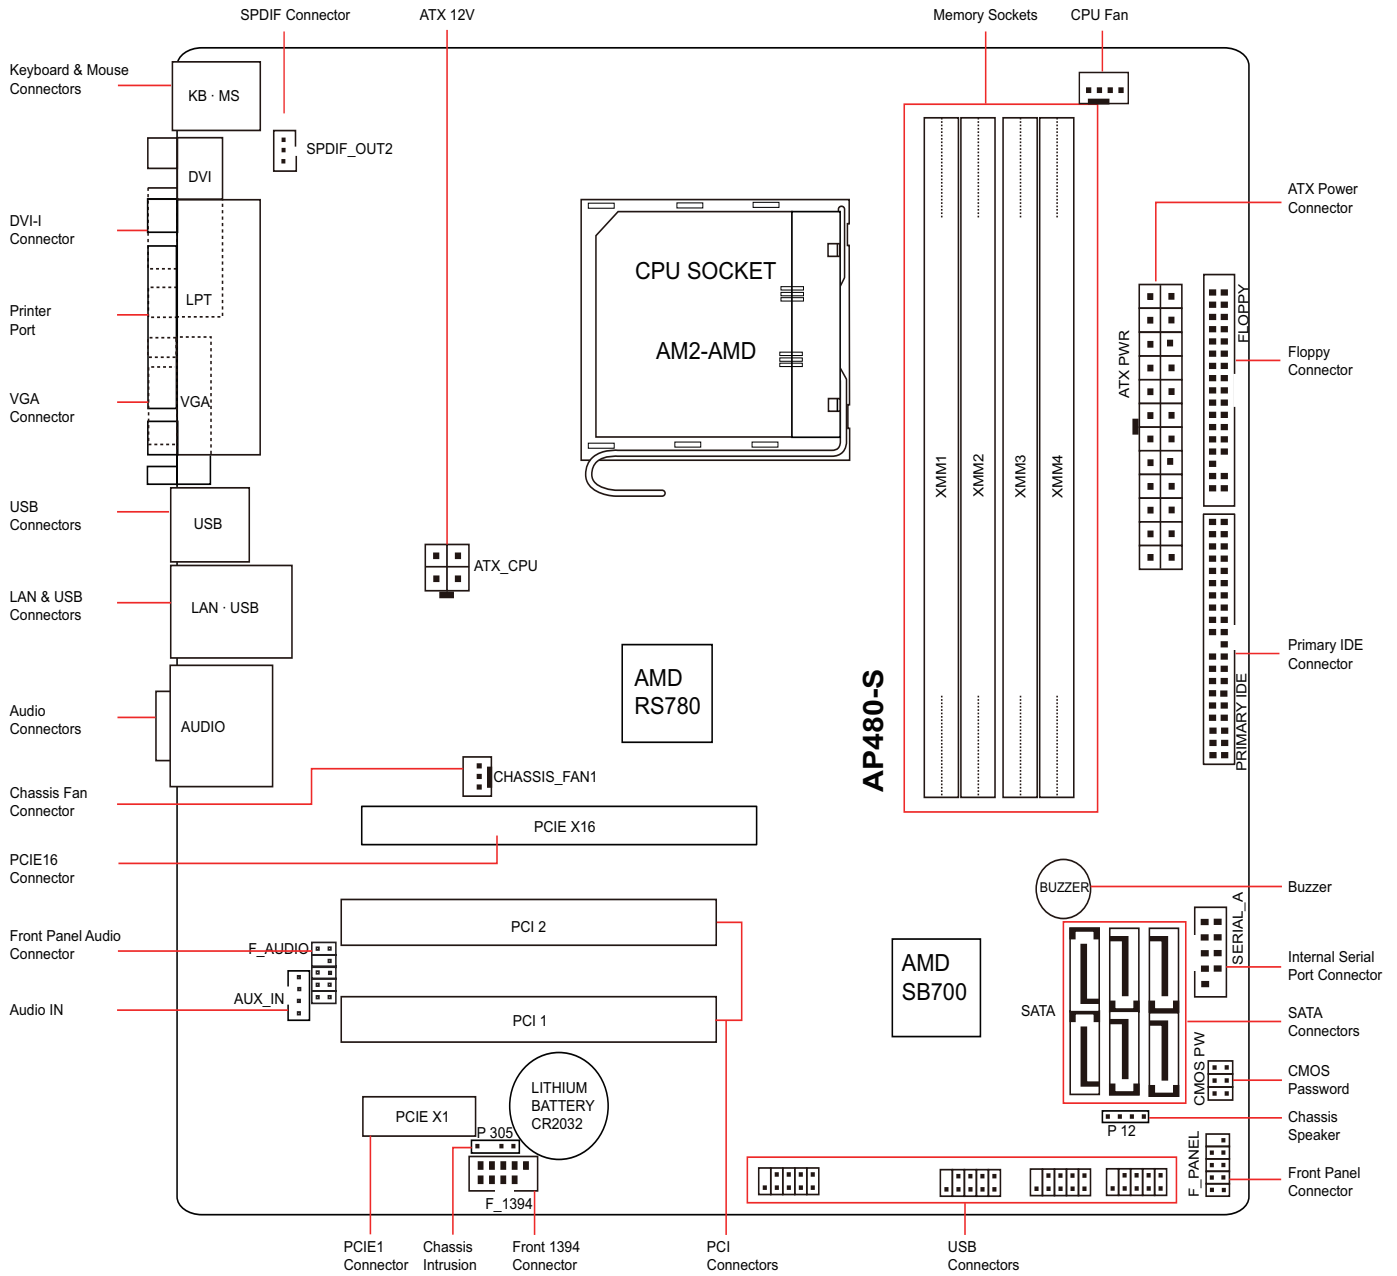 SPDIF Connector
ATX 12V
Memory Sockets
CPU Fan
Keyboard & Mouse
Connectors
KB · MS
SPDIF_OUT2
DVI
DVI-I
Connector
LPT
Printer
Port
VGA
VGA
Connector
USB
Connectors
USB
LAN & USB
Connectors
LAN · USB
Audio
Connectors
AUDIO
Chassis Fan
Connector
CHASSIS_FAN1
PCIE16
Connector
PCIE X16
Front Panel Audio
Connector
F_AUDIO
Audio IN
AUX_IN
PCI 2
PCI 1
CPU SOCKET
AM2-AMD
ATX_CPU
AMD
RS780
AP480-S
XMM1
XMM2
XMM3
XMM4
ATX PWR
ATX Power
Connector
FLOPPY
Floppy
Connector
PRIMARY IDE
Primary IDE
Connector
BUZZER
Buzzer
SERIAL_A
Internal Serial
Port Connector
AMD
SB700
SATA
SATA
Connectors
CMOS PW
CMOS
Password
P 12
Chassis
Speaker
F_PANEL
Front Panel
Connector
LITHIUM
BATTERY
CR2032
PCIE X1
P 305
F_1394
PCIE1
Connector
Chassis
Intrusion
Front 1394
Connector
PCI
Connectors
USB
Connectors